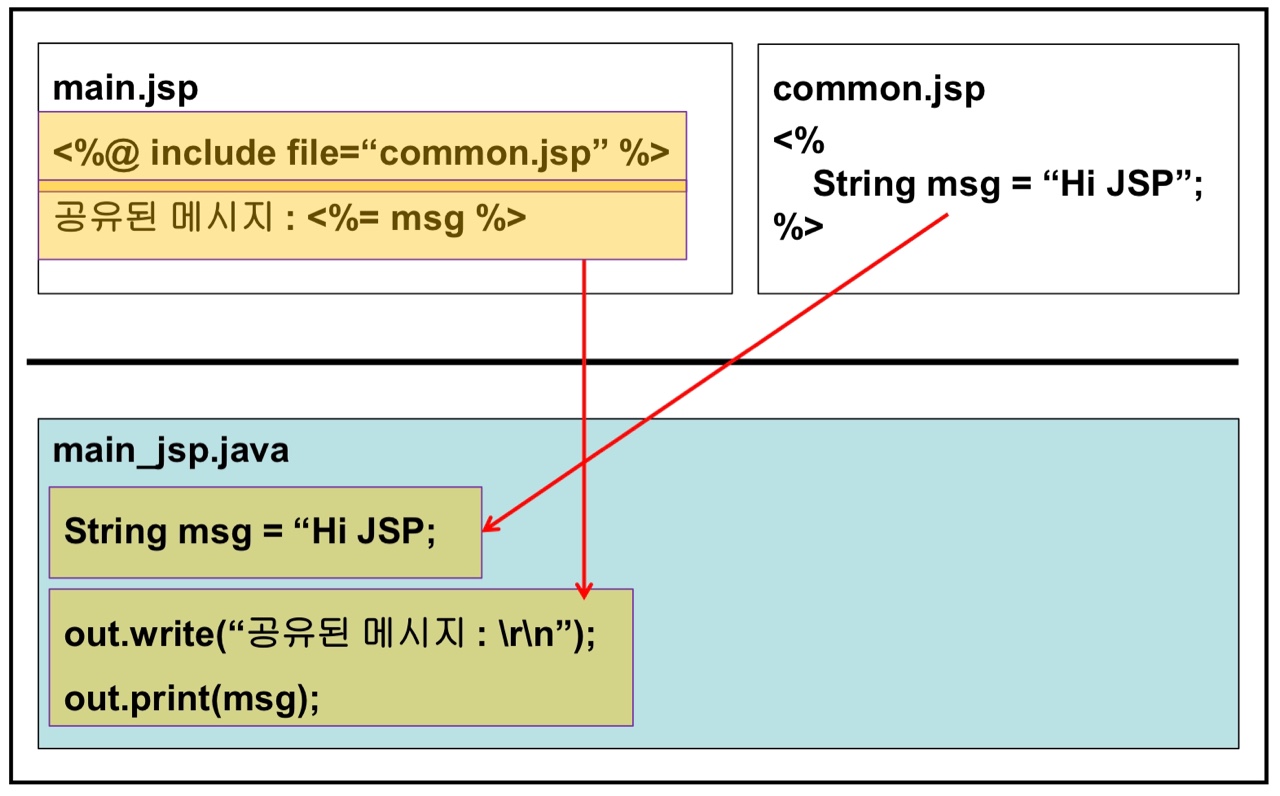 main.jsp
<%@ include file=“common.jsp” %>
공유된 메시지 : <%= msg %>
common.jsp
<%
String msg = “Hi JSP”;
%>
main_jsp.java
String msg = “Hi JSP;
out.write(“공유된 메시지 : \r\n”);
out.print(msg);